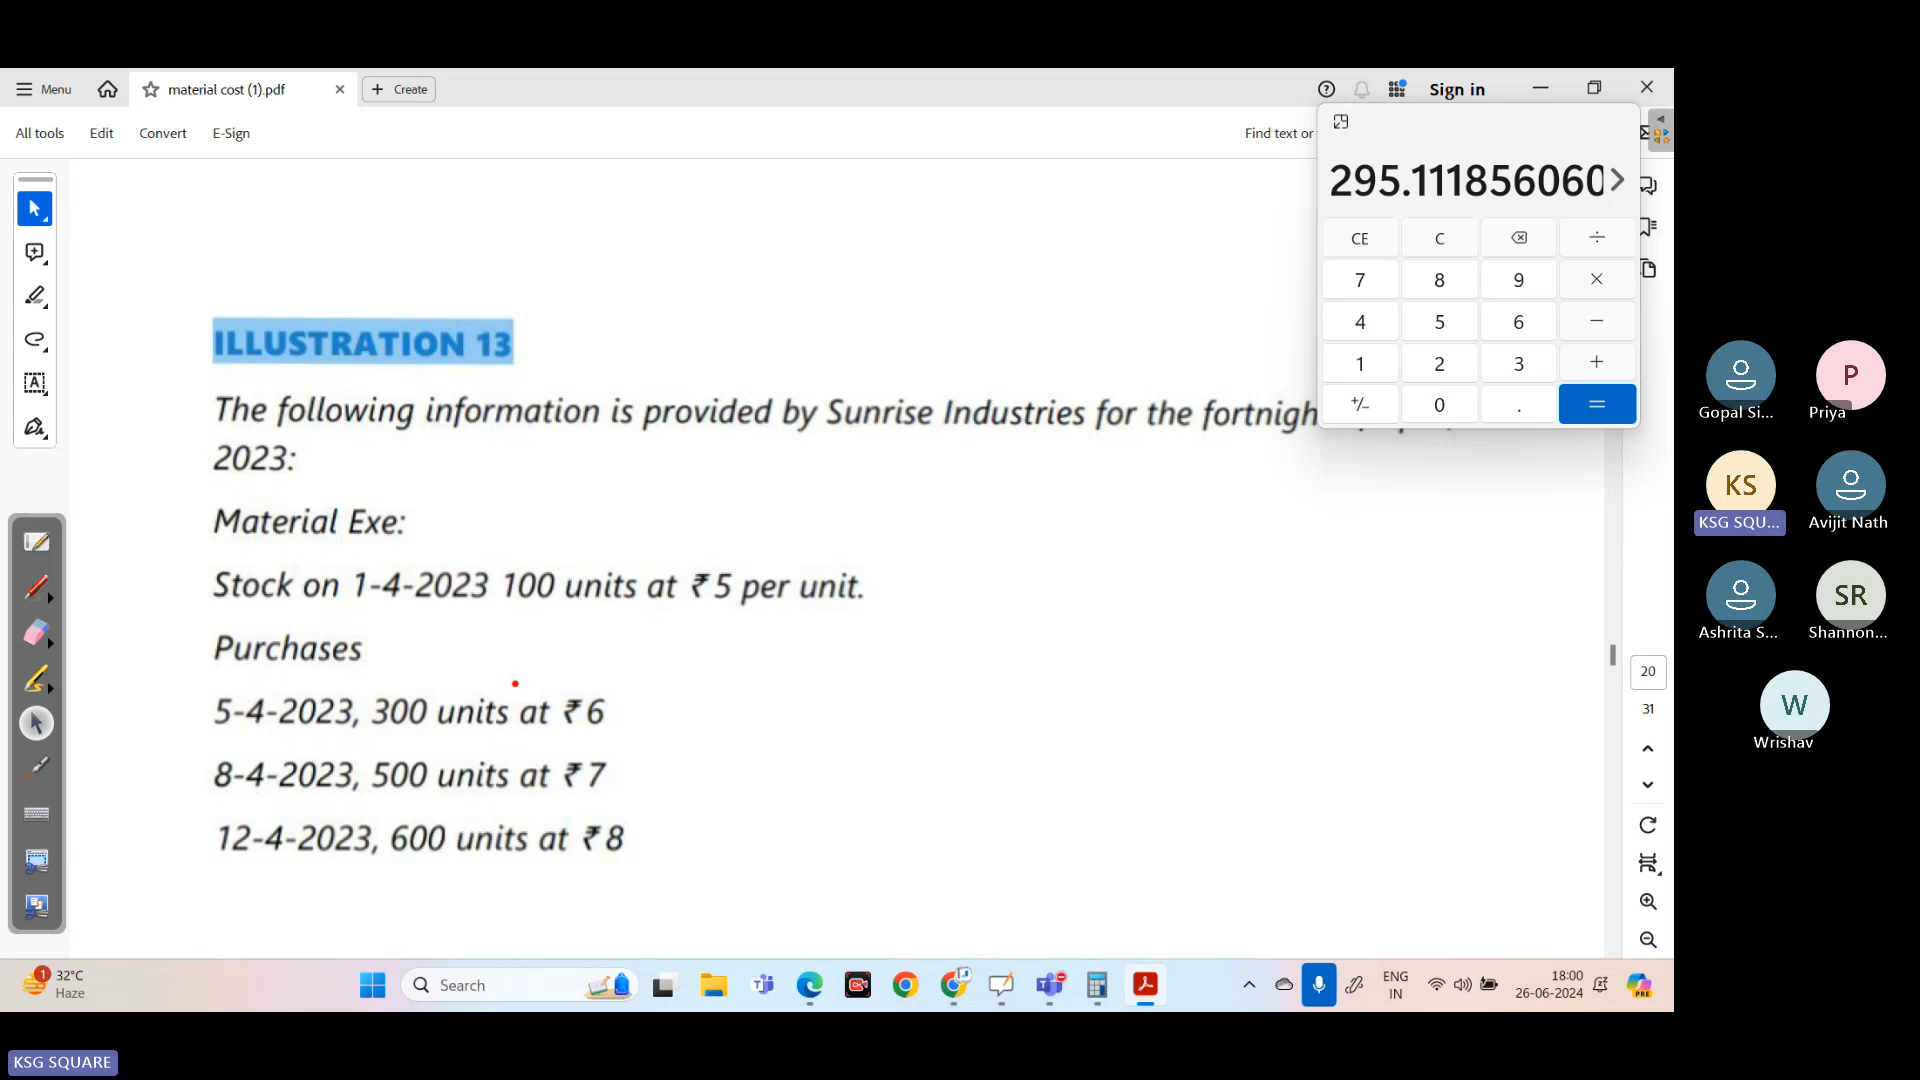 Menu
material cost (1).pdf
Create
Sign in
All tools
Edit
Convert
E-Sign
Find text or
295.111856060
CE C ÷
7 8 9 ×
4 5 6 −
1 2 3 +
+/− 0 . =
ILLUSTRATION 13
The following information is provided by Sunrise Industries for the fortnigh
2023:
Material Exe:
Stock on 1-4-2023 100 units at ₹ 5 per unit.
Purchases
5-4-2023, 300 units at ₹ 6
8-4-2023, 500 units at ₹ 7
12-4-2023, 600 units at ₹ 8
20
31
P
Gopal Si...
Priya
KS
KSG SQU...
Avijit Nath
SR
Ashrita S...
Shannon...
W
Wrishav
1
32°C
Haze
Search
ENG
IN
18:00
26-06-2024
PRE
KSG SQUARE